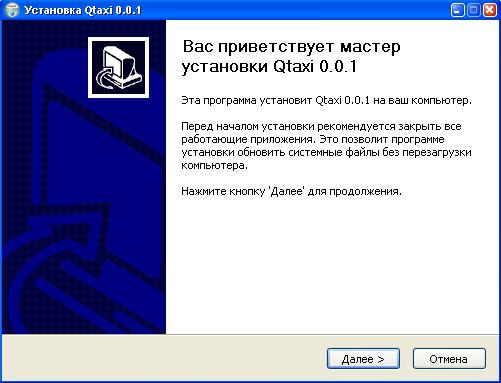 Установка Qtaxi 0.0.1
Вас приветствует мастер
установки Qtaxi 0.0.1
Эта программа установит Qtaxi 0.0.1 на ваш компьютер.
Перед началом установки рекомендуется закрыть все
работающие приложения. Это позволит программе
установки обновить системные файлы без перезагрузки
компьютера.
Нажмите кнопку 'Далее' для продолжения.
Далее >
Отмена